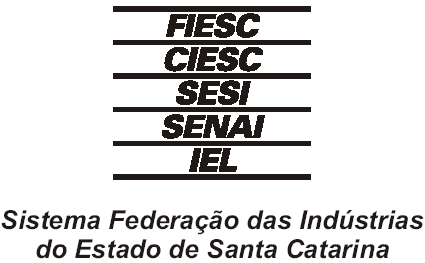 FIESC
CIESC
SESI
SENAI
IEL
Sistema Federação das Indústrias
do Estado de Santa Catarina